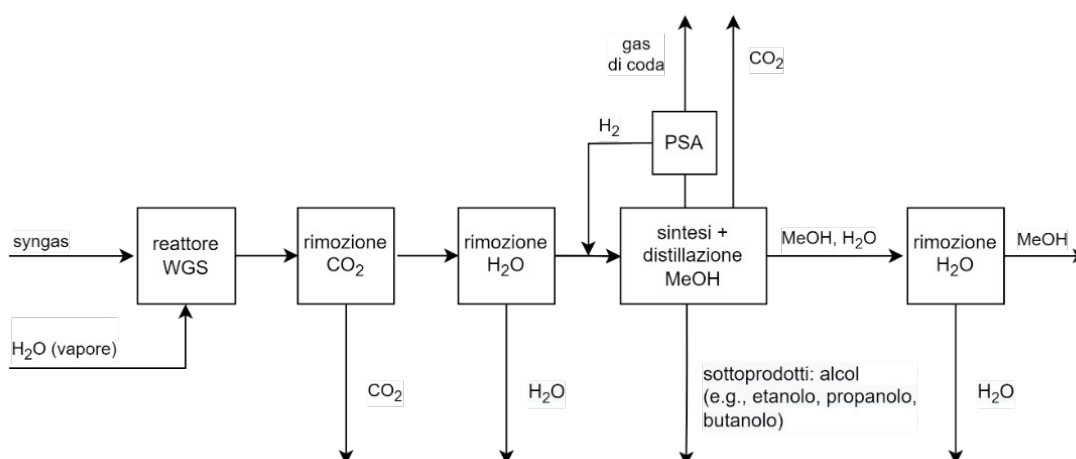 gas
di coda
CO₂
H₂
PSA
syngas
reattore
WGS
rimozione
CO₂
rimozione
H₂O
sintesi +
distillazione
MeOH
MeOH, H₂O
rimozione
H₂O
MeOH
H₂O (vapore)
CO₂
H₂O
sottoprodotti: alcol
(e.g., etanolo, propanolo,
butanolo)
H₂O